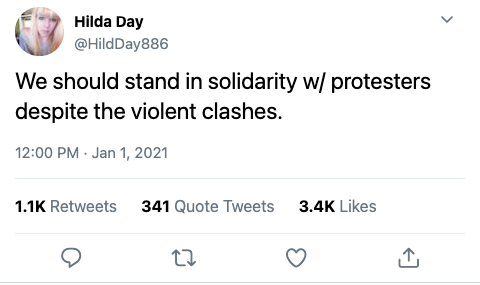 Hilda Day
@HildDay886
We should stand in solidarity w/ protesters
despite the violent clashes.
12:00 PM · Jan 1, 2021
1.1K Retweets 341 Quote Tweets 3.4K Likes